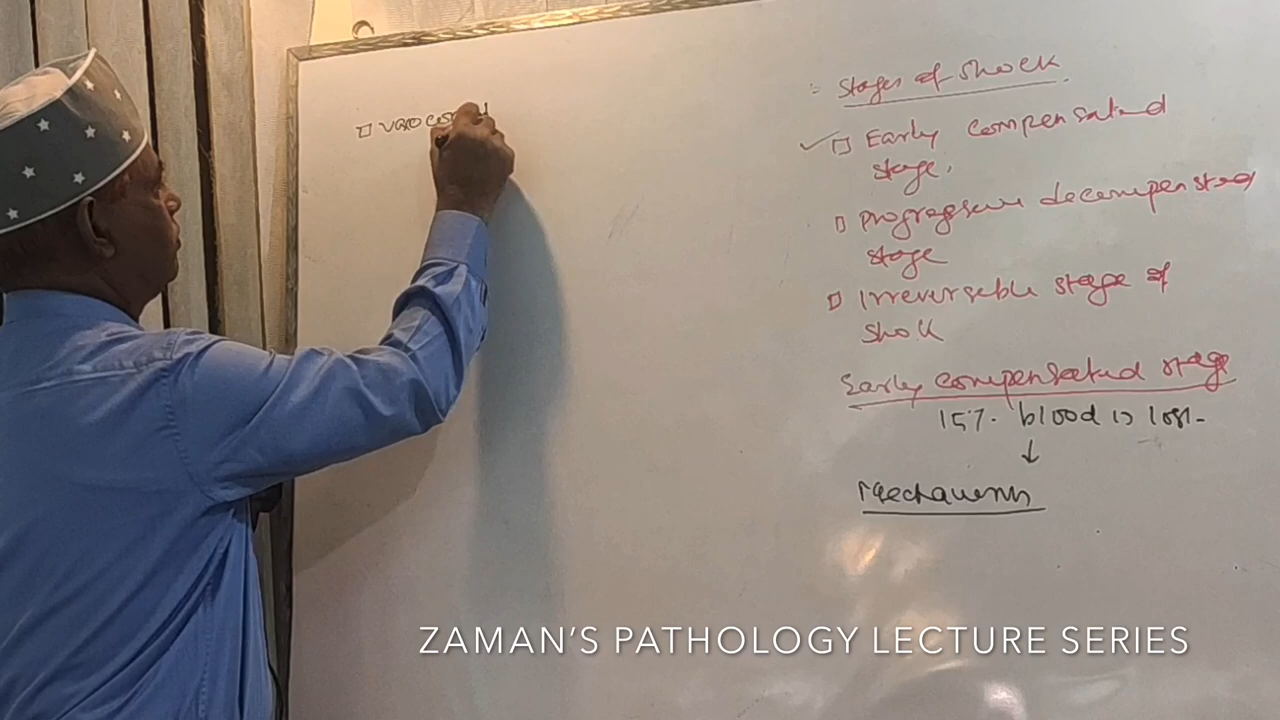 Stages of Shock.
Early compensated
stage.
Progressive decompensated
stage
Irreversible stage of
shock
Early compensated stage
15% blood is lost.
↓
Mechanisms
ZAMAN'S PATHOLOGY LECTURE SERIES